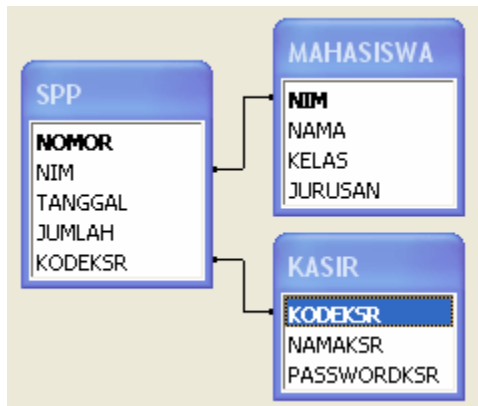 SPP
NOMOR
NIM
TANGGAL
JUMLAH
KODEKSR
MAHASISWA
NIM
NAMA
KELAS
JURUSAN
KASIR
KODEKSR
NAMAKSR
PASSWORDKSR